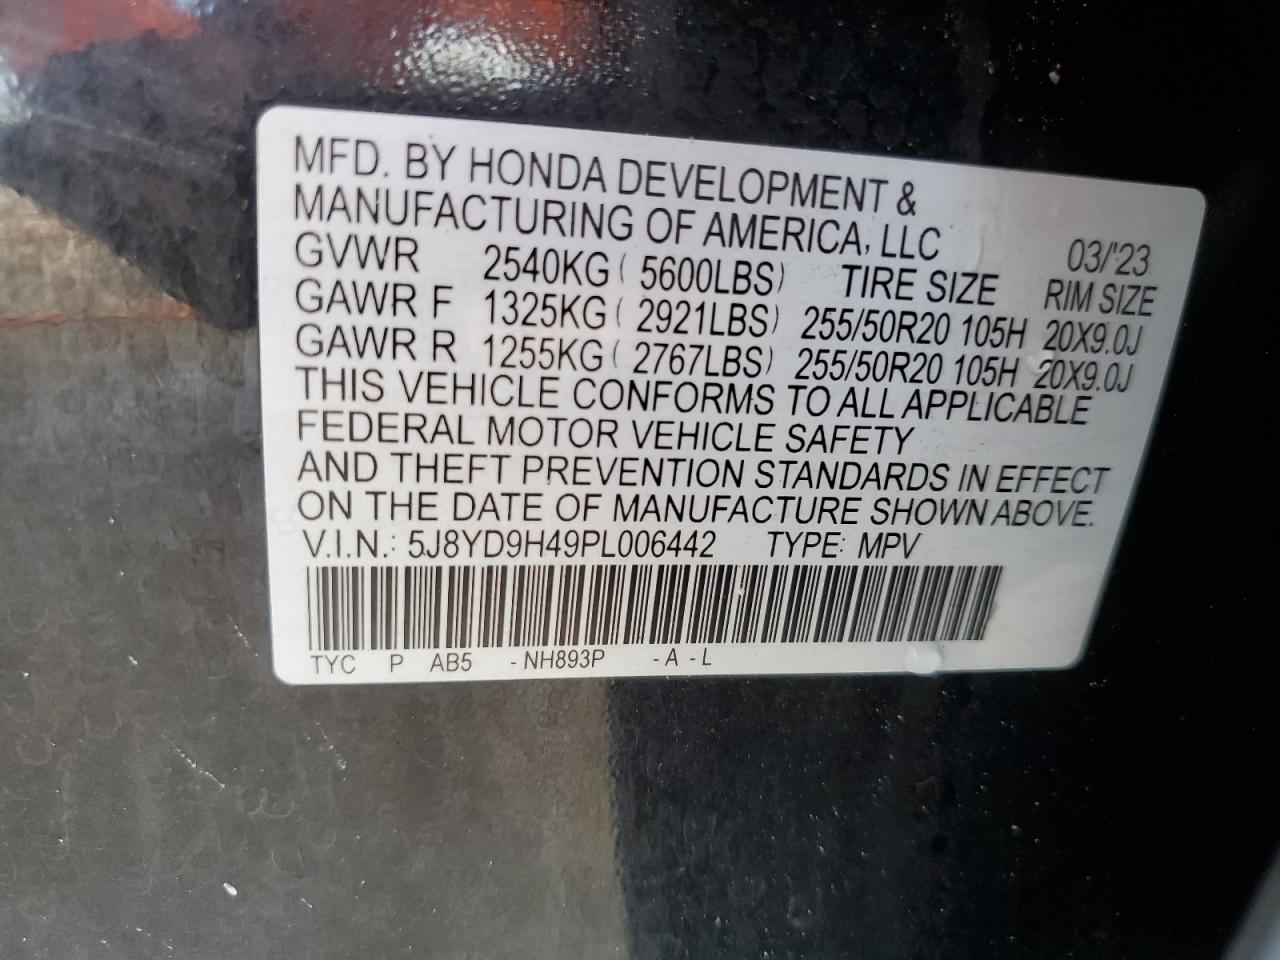 MFD. BY HONDA DEVELOPMENT &
MANUFACTURING OF AMERICA, LLC 03/'23
GVWR 2540KG ( 5600LBS) TIRE SIZE RIM SIZE
GAWR F 1325KG ( 2921LBS) 255/50R20 105H 20X9.0J
GAWR R 1255KG ( 2767LBS) 255/50R20 105H 20X9.0J
THIS VEHICLE CONFORMS TO ALL APPLICABLE
FEDERAL MOTOR VEHICLE SAFETY
AND THEFT PREVENTION STANDARDS IN EFFECT
ON THE DATE OF MANUFACTURE SHOWN ABOVE.
V.I.N.: 5J8YD9H49PL006442 TYPE: MPV
TYC P AB5 -NH893P -A -L